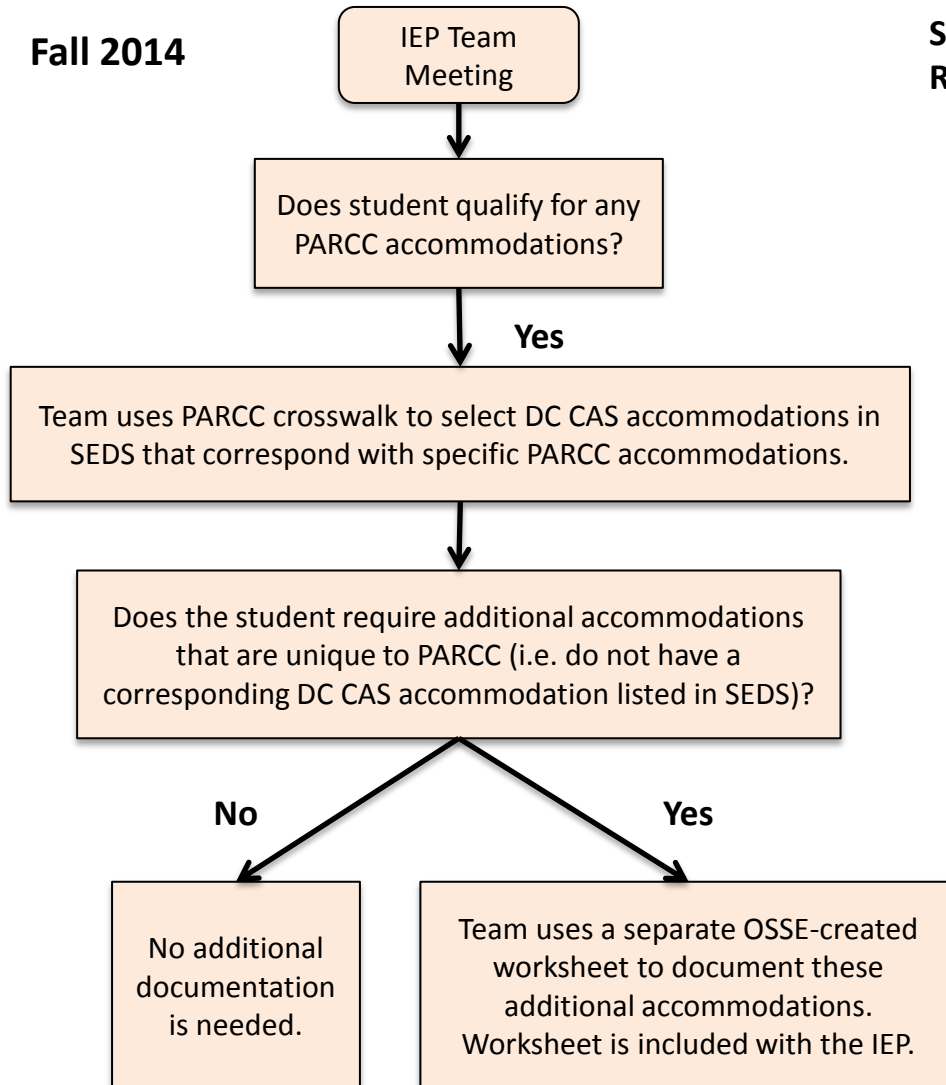 Fall 2014
IEP Team
Meeting
Does student qualify for any
PARCC accommodations?
Yes
Team uses PARCC crosswalk to select DC CAS accommodations in
SEDS that correspond with specific PARCC accommodations.
Does the student require additional accommodations
that are unique to PARCC (i.e. do not have a
corresponding DC CAS accommodation listed in SEDS)?
No
Yes
No additional
documentation
is needed.
Team uses a separate OSSE-created
worksheet to document these
additional accommodations.
Worksheet is included with the IEP.